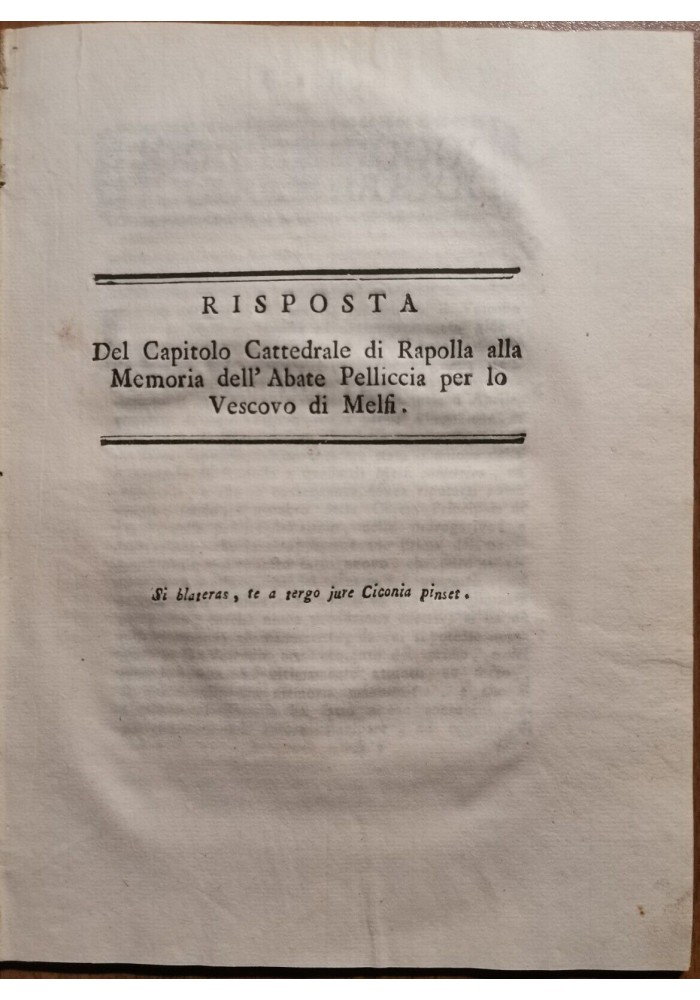 RISPOSTA
Del Capitolo Cattedrale di Rapolla alla
Memoria dell' Abate Pelliccia per lo
Vescovo di Melfi.
Si blateras, te a tergo jure Ciconia pinset.